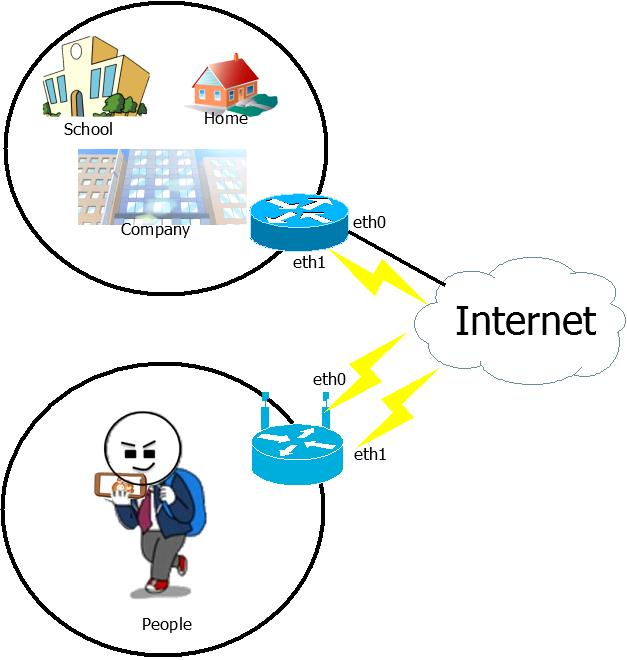 School
Home
Company
eth0
eth1
Internet
eth0
eth1
People